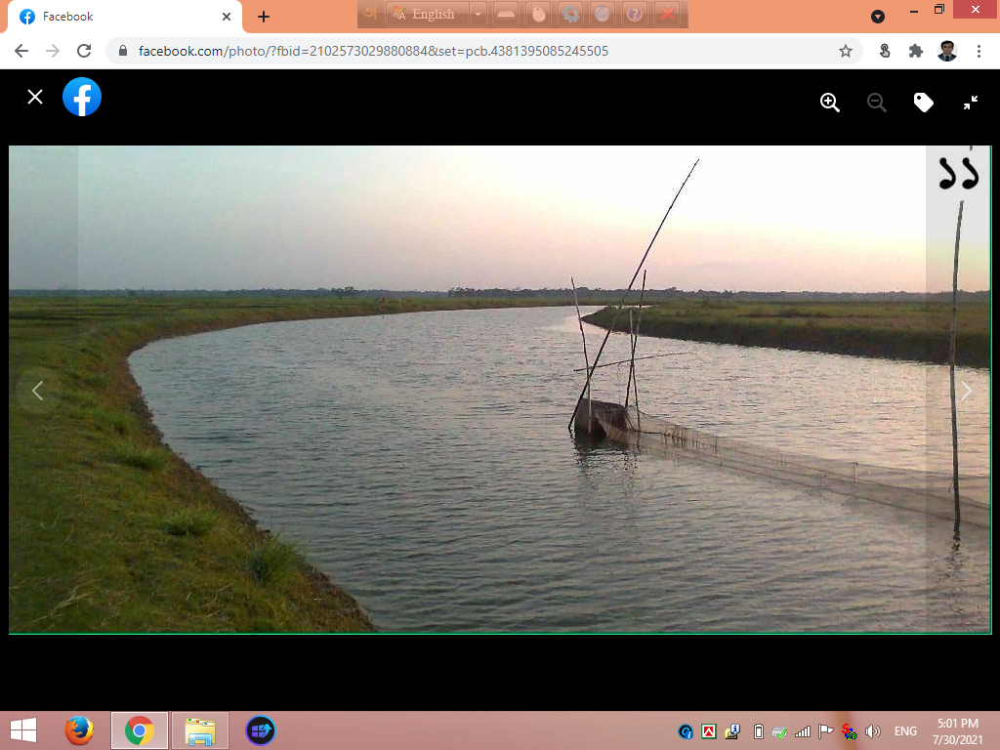 Facebook
English
facebook.com/photo/?fbid=2102573029880884&set=pcb.4381395085245505
১১
ENG
5:01 PM
7/30/2021